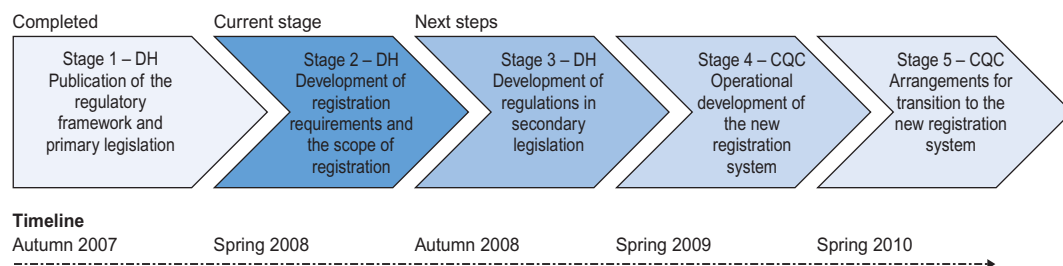 Completed
Current stage
Next steps
Stage 1 – DH
Publication of the
regulatory
framework and
primary legislation
Stage 2 – DH
Development of
registration
requirements and
the scope of
registration
Stage 3 – DH
Development of
regulations in
secondary
legislation
Stage 4 – CQC
Operational
development of
the new
registration
system
Stage 5 – CQC
Arrangements for
transition to the
new registration
system
Timeline
Autumn 2007
Spring 2008
Autumn 2008
Spring 2009
Spring 2010